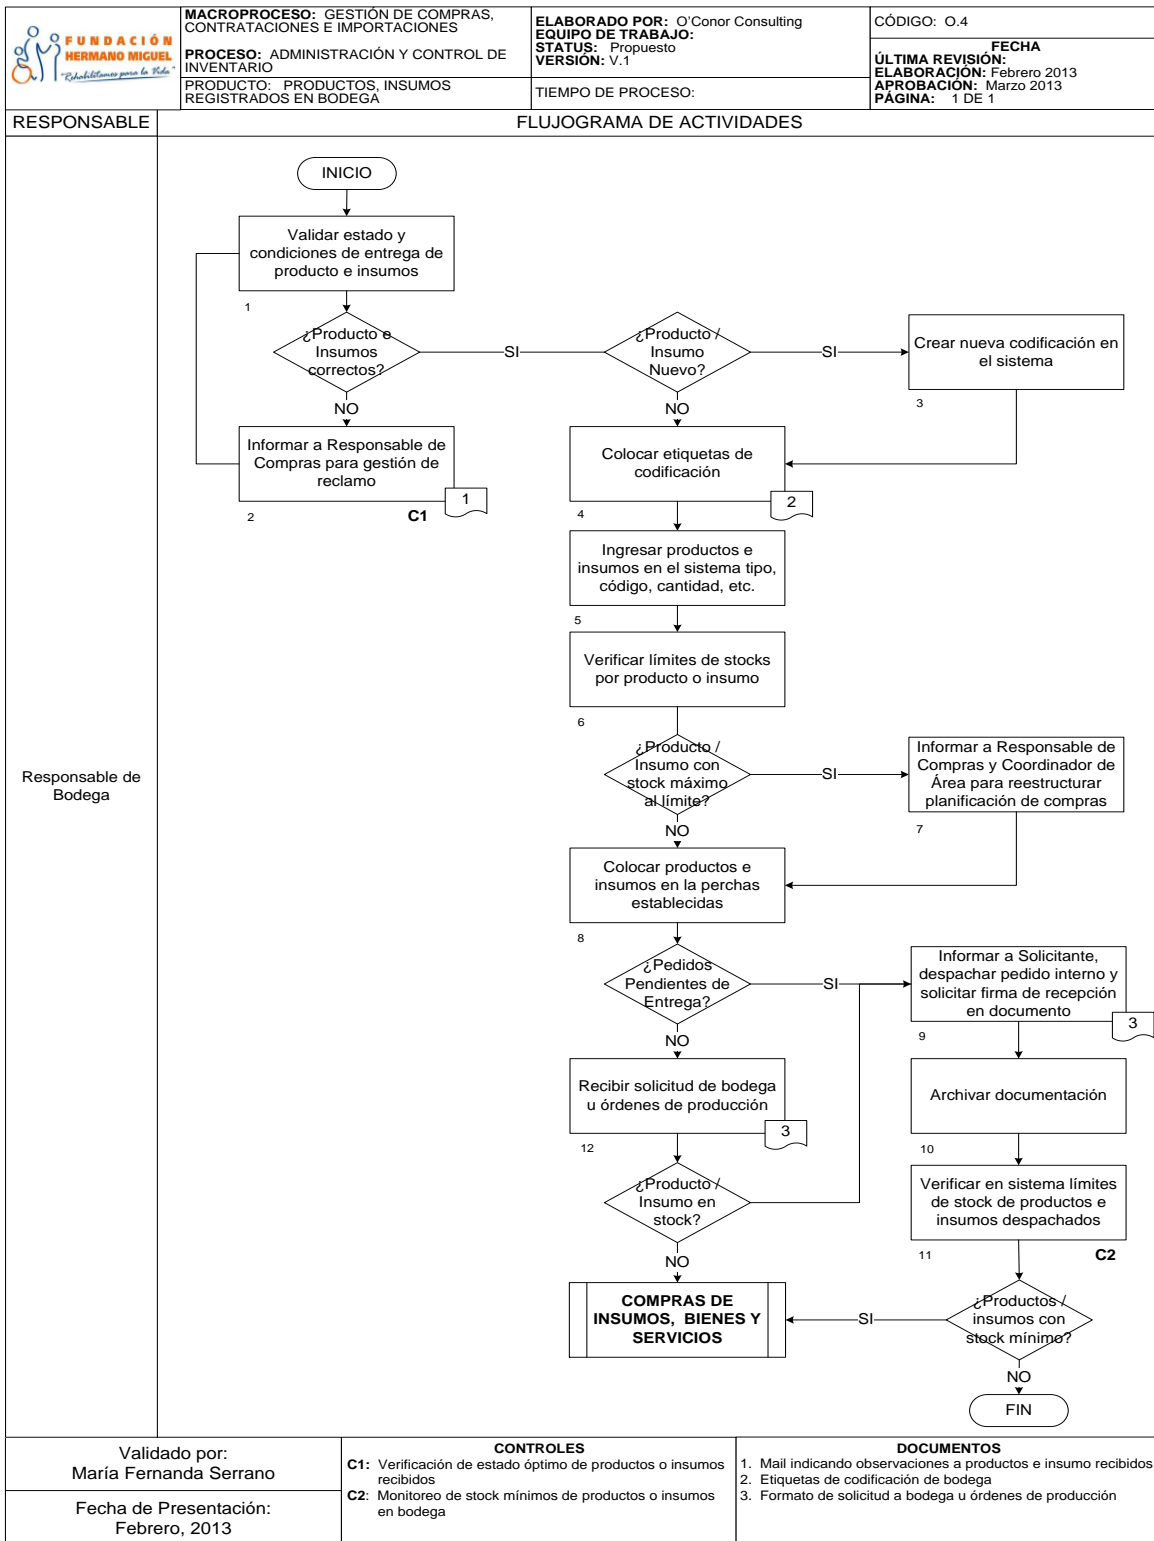 FUNDACIÓN
HERMANO MIGUEL
"Rehabilitamos para la Vida"
MACROPROCESO: GESTIÓN DE COMPRAS,
CONTRATACIONES E IMPORTACIONES
PROCESO: ADMINISTRACIÓN Y CONTROL DE
INVENTARIO
PRODUCTO: PRODUCTOS, INSUMOS
REGISTRADOS EN BODEGA
ELABORADO POR: O'Conor Consulting
EQUIPO DE TRABAJO:
STATUS: Propuesto
VERSIÓN: V.1
TIEMPO DE PROCESO:
CÓDIGO: O.4
FECHA
ÚLTIMA REVISIÓN:
ELABORACIÓN: Febrero 2013
APROBACIÓN: Marzo 2013
PÁGINA: 1 DE 1
RESPONSABLE
FLUJOGRAMA DE ACTIVIDADES
Responsable de
Bodega
INICIO
Validar estado y
condiciones de entrega de
producto e insumos
1
¿Producto e
Insumos
correctos?
SI
¿Producto /
Insumo
Nuevo?
SI
Crear nueva codificación en
el sistema
3
NO
NO
Informar a Responsable de
Compras para gestión de
reclamo
1
2
C1
Colocar etiquetas de
codificación
2
4
Ingresar productos e
insumos en el sistema tipo,
código, cantidad, etc.
5
Verificar límites de stocks
por producto o insumo
6
¿Producto /
Insumo con
stock máximo
al límite?
SI
Informar a Responsable de
Compras y Coordinador de
Área para reestructurar
planificación de compras
7
NO
Colocar productos e
insumos en la perchas
establecidas
8
¿Pedidos
Pendientes de
Entrega?
SI
Informar a Solicitante,
despachar pedido interno y
solicitar firma de recepción
en documento
3
9
NO
Recibir solicitud de bodega
u órdenes de producción
3
12
Archivar documentación
10
¿Producto /
Insumo en
stock?
Verificar en sistema límites
de stock de productos e
insumos despachados
11
C2
NO
COMPRAS DE
INSUMOS, BIENES Y
SERVICIOS
SI
¿Productos /
insumos con
stock mínimo?
NO
FIN
Validado por:
María Fernanda Serrano
Fecha de Presentación:
Febrero, 2013
CONTROLES
C1: Verificación de estado óptimo de productos o insumos
recibidos
C2: Monitoreo de stock mínimos de productos o insumos
en bodega
DOCUMENTOS
1. Mail indicando observaciones a productos e insumo recibidos
2. Etiquetas de codificación de bodega
3. Formato de solicitud a bodega u órdenes de producción